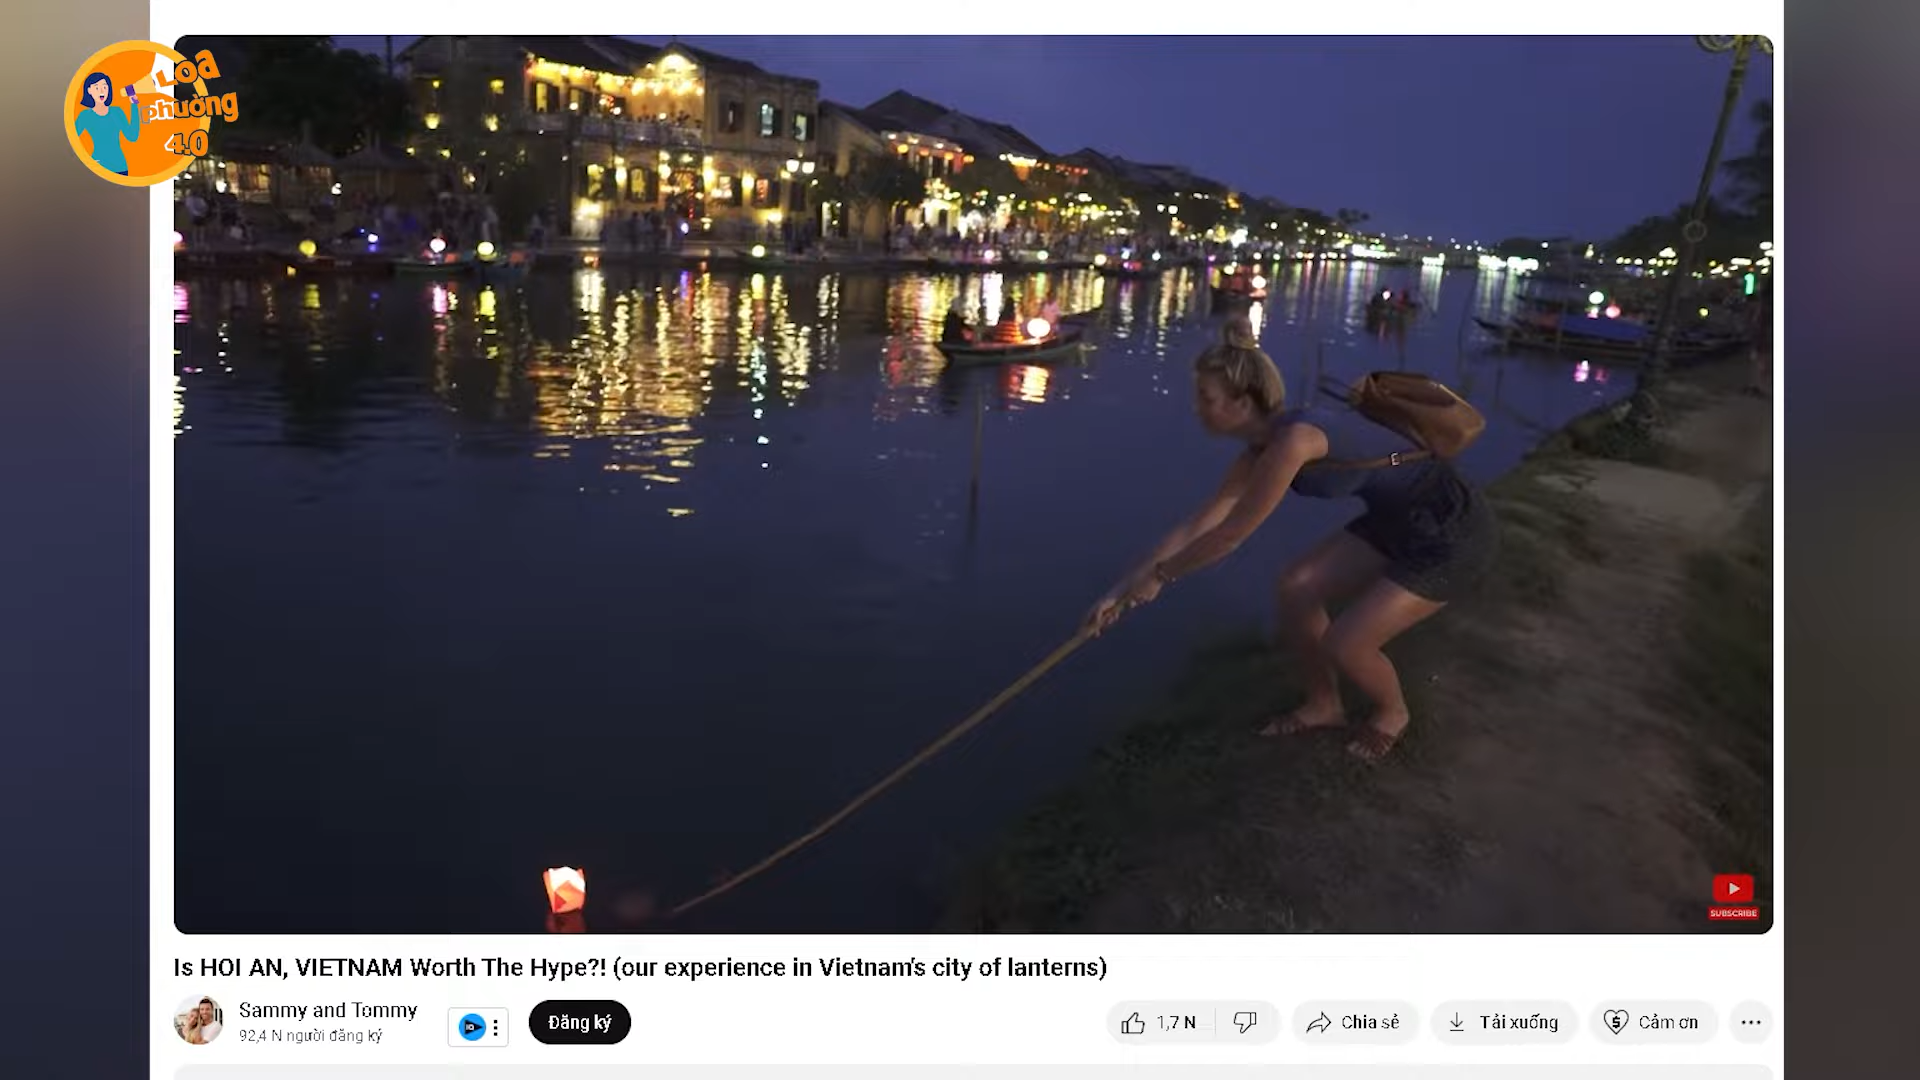 Loa
phường
4.0
SUBSCRIBE
Is HOI AN, VIETNAM Worth The Hype?! (our experience in Vietnam's city of lanterns)
Sammy and Tommy
92,4 N người đăng ký
Đăng ký
1,7 N
Chia sẻ
Tải xuống
Cảm ơn